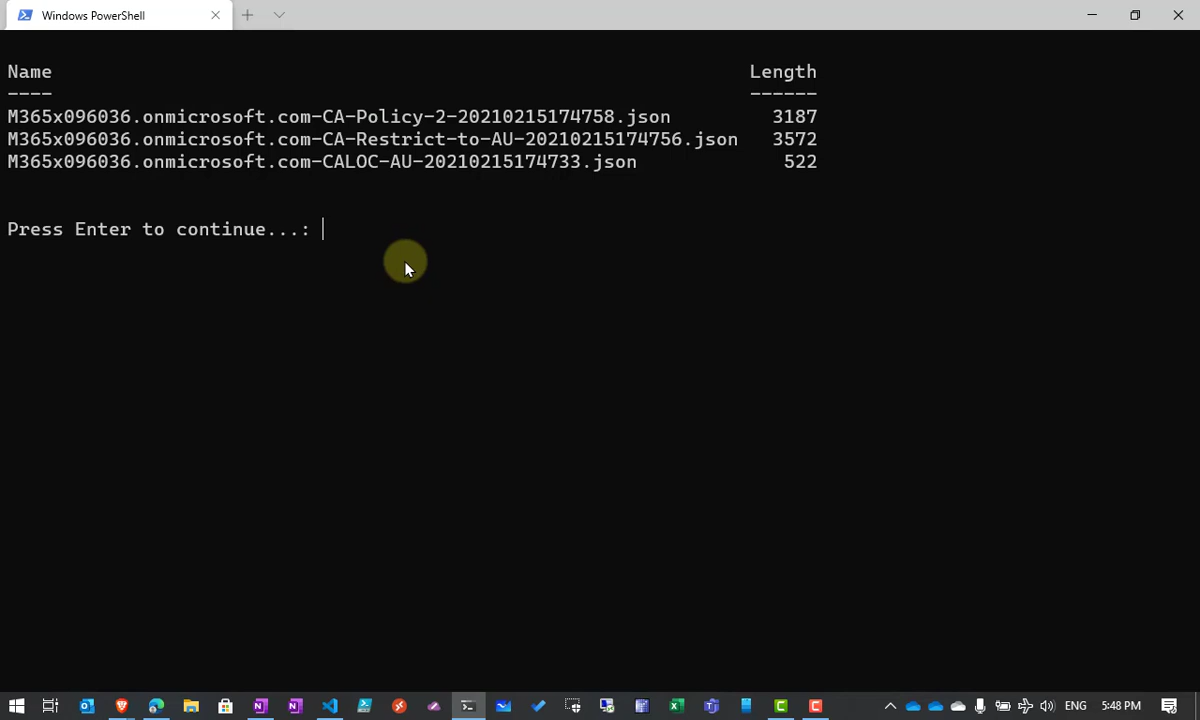 Windows PowerShell
Name Length
---- ------
M365x096036.onmicrosoft.com-CA-Policy-2-20210215174758.json 3187
M365x096036.onmicrosoft.com-CA-Restrict-to-AU-20210215174756.json 3572
M365x096036.onmicrosoft.com-CALOC-AU-20210215174733.json 522
Press Enter to continue...:
ENG 5:48 PM